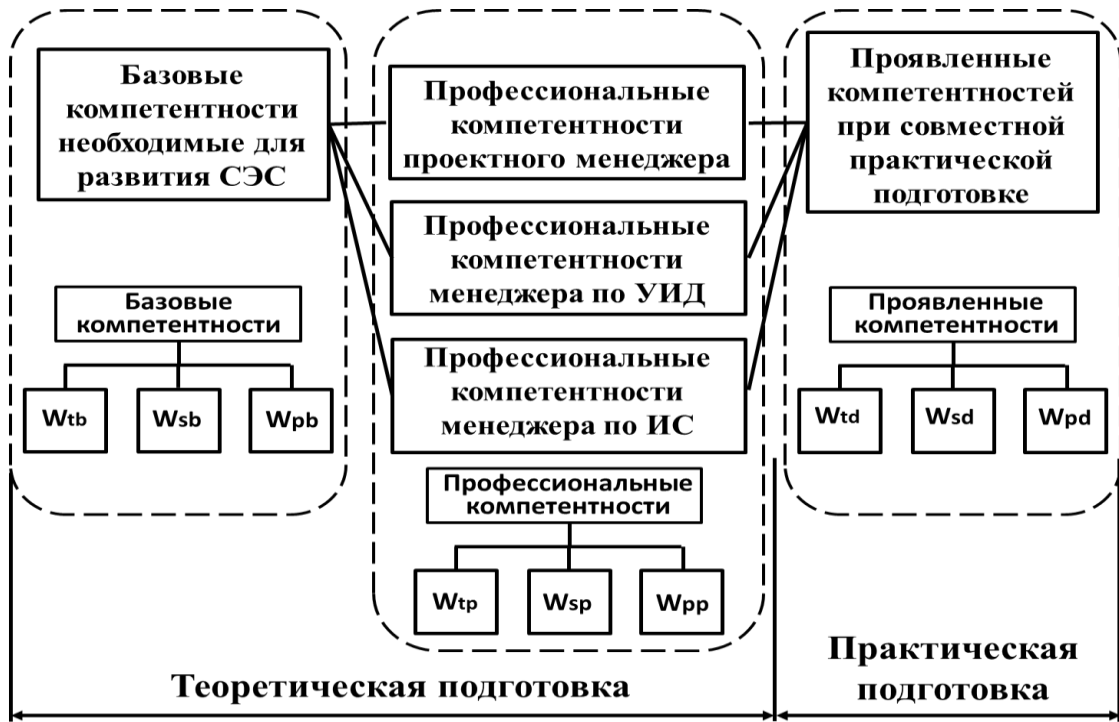 Базовые
компетентности
необходимые для
развития СЭС
Базовые
компетентности
Wtb
Wsb
Wpb
Профессиональные
компетентности
проектного менеджера
Профессиональные
компетентности
менеджера по УИД
Профессиональные
компетентности
менеджера по ИС
Профессиональные
компетентности
Wtp
Wsp
Wpp
Проявленные
компетентностей
при совместной
практической
подготовке
Проявленные
компетентности
Wtd
Wsd
Wpd
Теоретическая подготовка
Практическая
подготовка